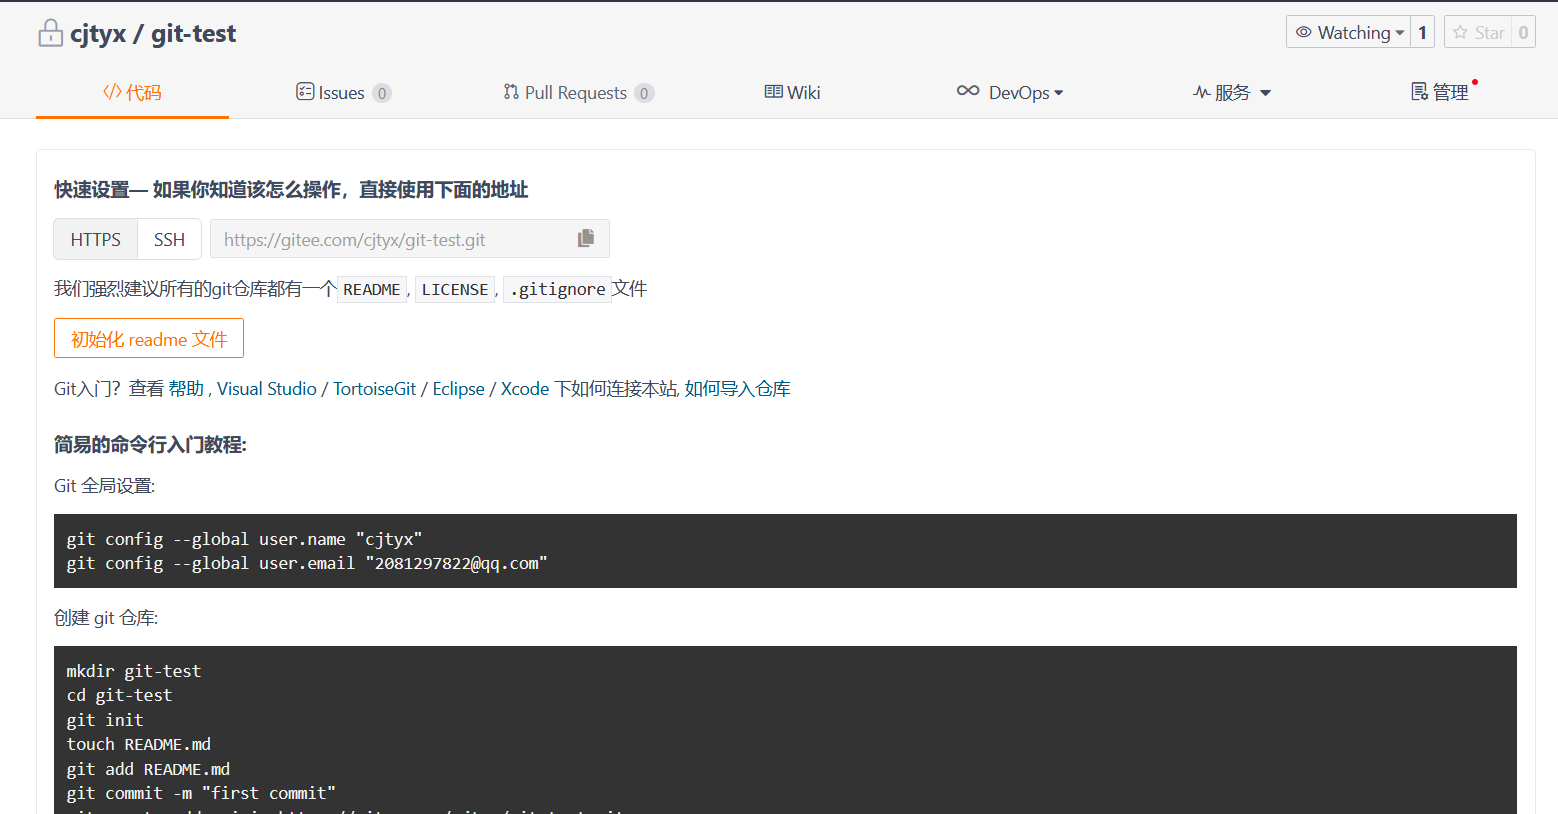 cjtyx / git-test
Watching 1 Star 0
代码 Issues 0 Pull Requests 0 Wiki DevOps 服务 管理
快速设置— 如果你知道该怎么操作，直接使用下面的地址
HTTPS SSH https://gitee.com/cjtyx/git-test.git
我们强烈建议所有的git仓库都有一个 README , LICENSE , .gitignore 文件
初始化 readme 文件
Git入门？查看 帮助 , Visual Studio / TortoiseGit / Eclipse / Xcode 下如何连接本站, 如何导入仓库
简易的命令行入门教程:
Git 全局设置:
git config --global user.name "cjtyx"
git config --global user.email "2081297822@qq.com"
创建 git 仓库:
mkdir git-test
cd git-test
git init
touch README.md
git add README.md
git commit -m "first commit"